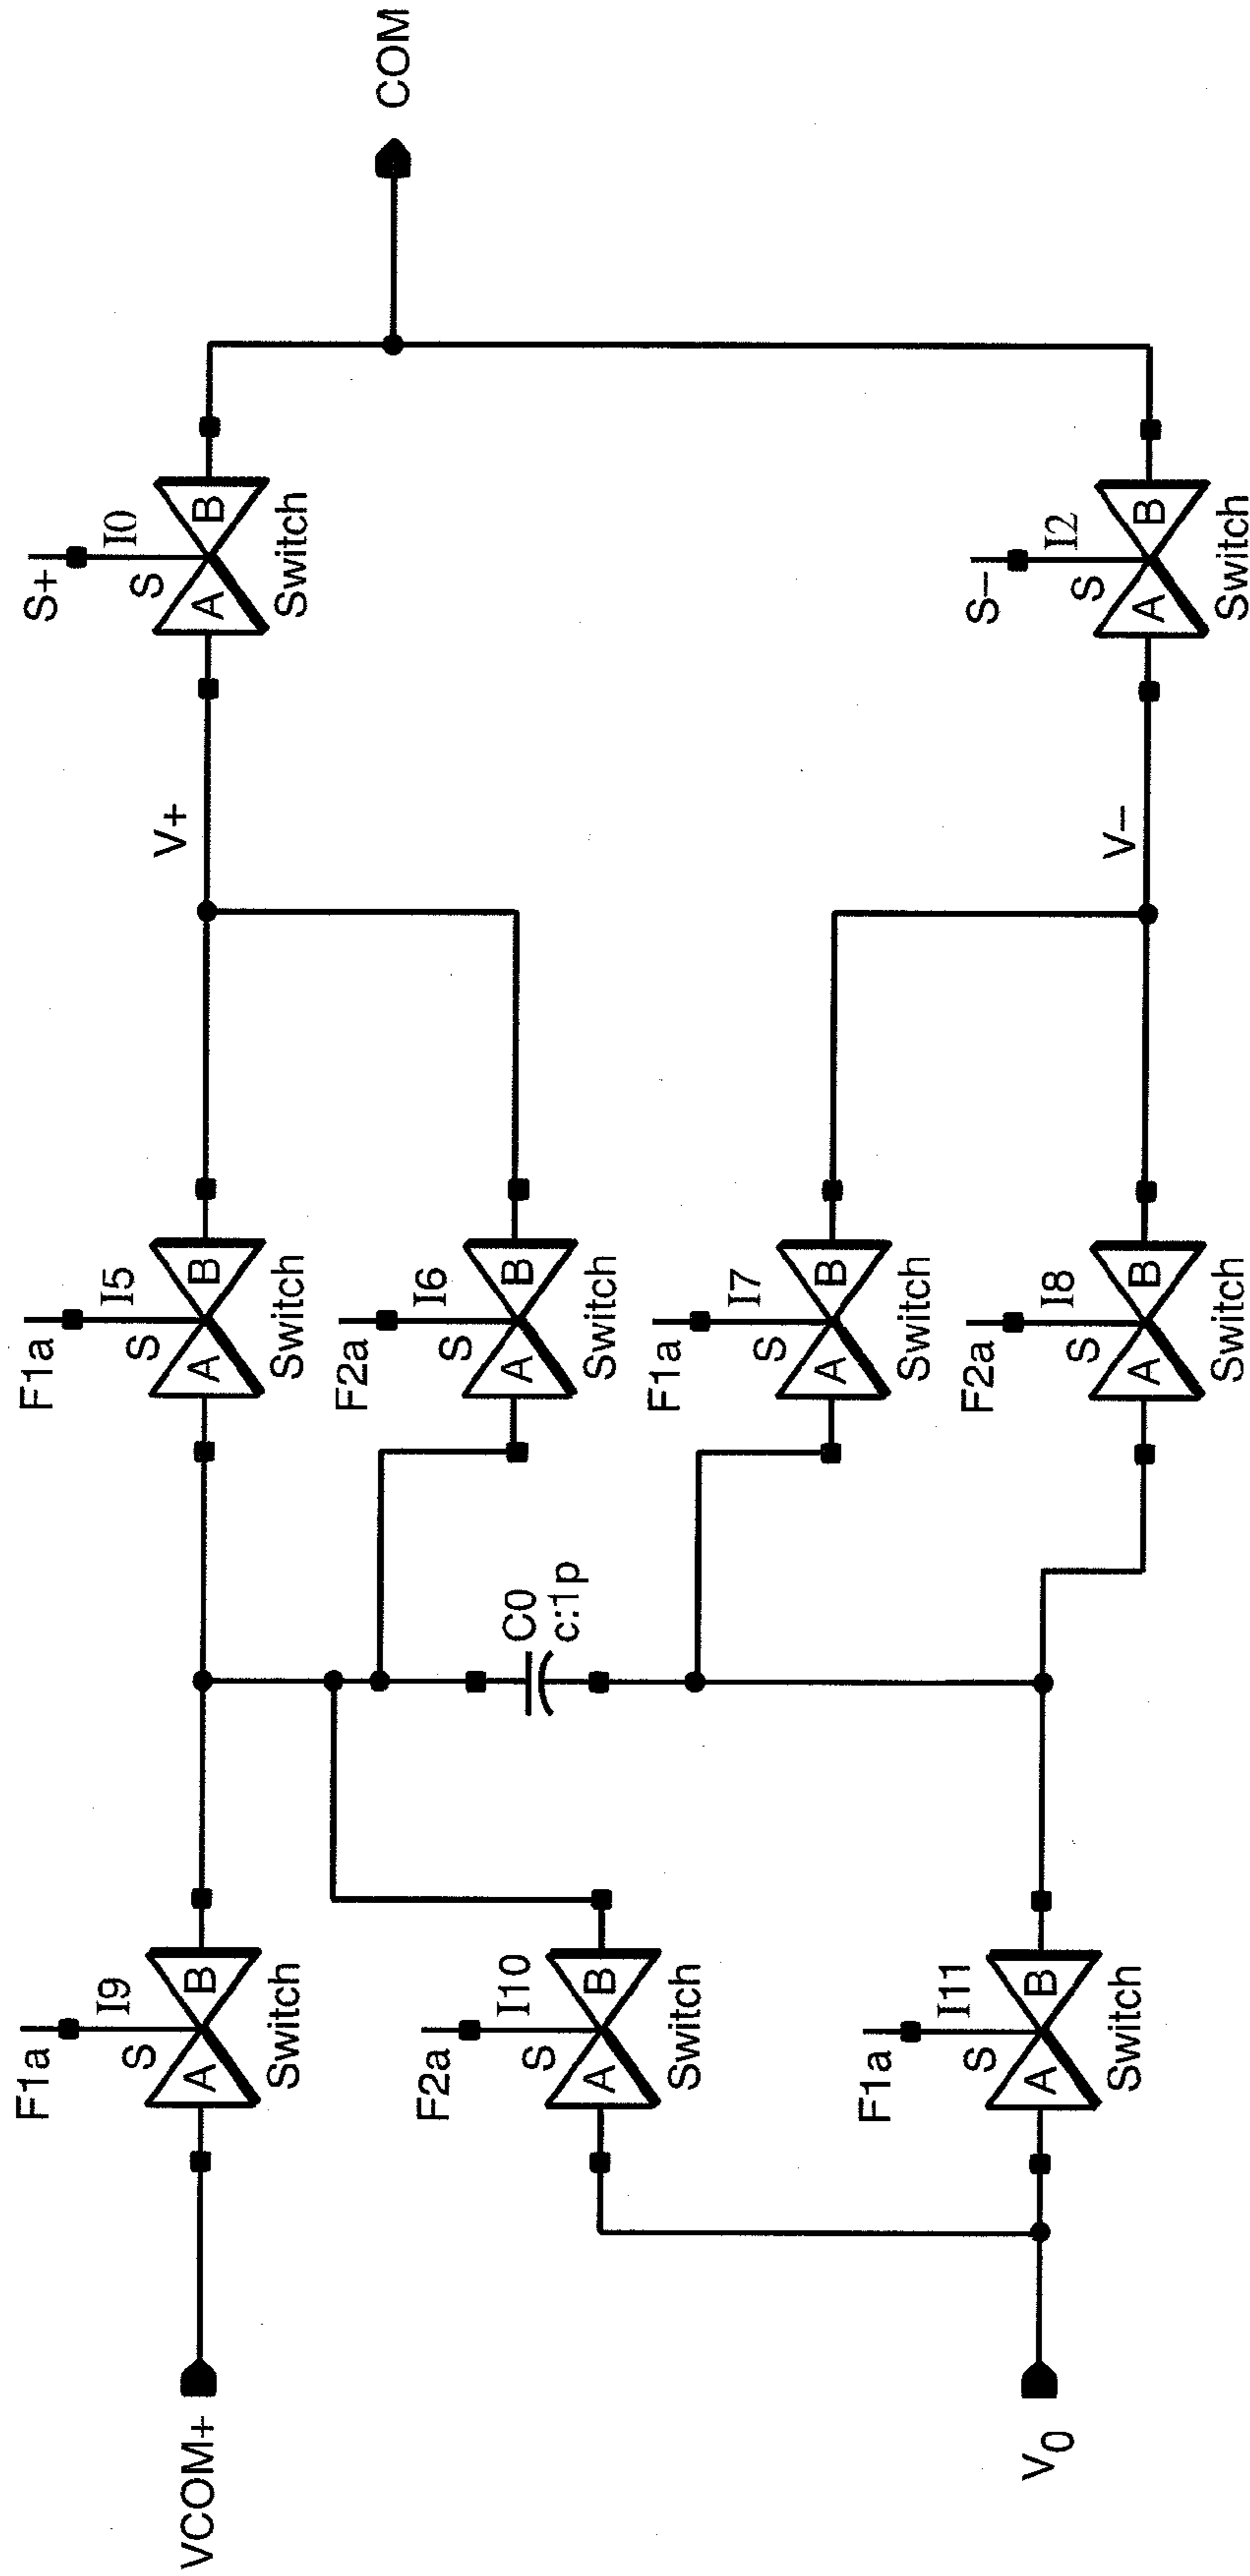 VCOM+
F1a
I9
S
A
B
Switch
F1a
I5
S
A
B
Switch
V+
S+
I0
S
A
B
Switch
COM
F2a
I10
S
A
B
Switch
C0
c:1p
F2a
I6
S
A
B
Switch
F1a
I7
S
A
B
Switch
V0
F1a
I11
S
A
B
Switch
F2a
I8
S
A
B
Switch
V−
S−
I2
S
A
B
Switch